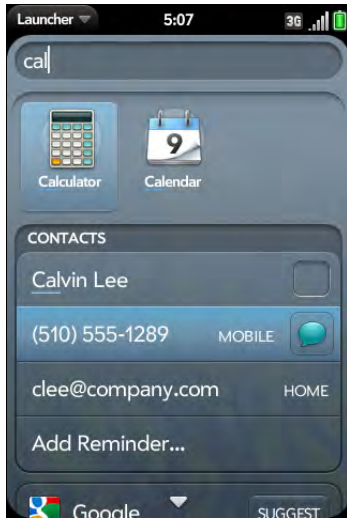 Launcher 5:07 3G
cal
9
Calculator Calendar
CONTACTS
Calvin Lee
(510) 555-1289 MOBILE
clee@company.com HOME
Add Reminder...
Google SUGGEST